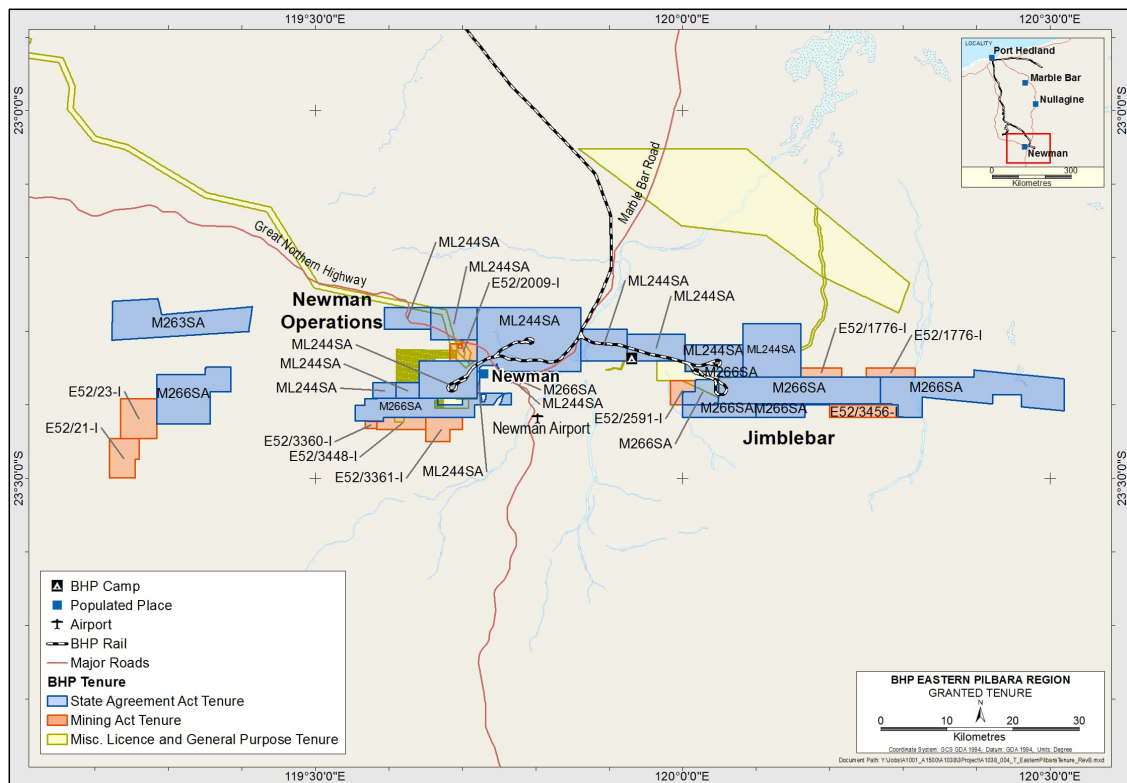 119°30'0"E
120°0'0"E
120°30'0"E
23°0'0"S
23°0'0"S
23°30'0"S
23°30'0"S
LOCALITY
Port Hedland
Marble Bar
Nullagine
Newman
0 300
Kilometres
Marble Bar Road
Great Northern Highway
ML244SA
ML244SA
E52/2009-I
ML244SA
ML244SA
ML244SA
Newman
Operations
M263SA
ML244SA
ML244SA
ML244SA
ML244SA
ML244SA
M266SA
E52/1776-I
E52/1776-I
M266SA
E52/23-I
E52/21-I
M266SA
Newman
M266SA
ML244SA
Newman Airport
E52/2591-I
M266SA
M266SA
M266SA
M266SA
M266SA
E52/3456-I
Jimblebar
E52/3360-I
E52/3448-I
E52/3361-I
ML244SA
BHP Camp
Populated Place
Airport
BHP Rail
Major Roads
BHP Tenure
State Agreement Act Tenure
Mining Act Tenure
Misc. Licence and General Purpose Tenure
BHP EASTERN PILBARA REGION
GRANTED TENURE
N
0 10 20 30
Kilometres
Coordinate System: GCS GDA 1994, Datum: GDA 1994, Units: Degree
119°30'0"E
120°0'0"E
120°30'0"E